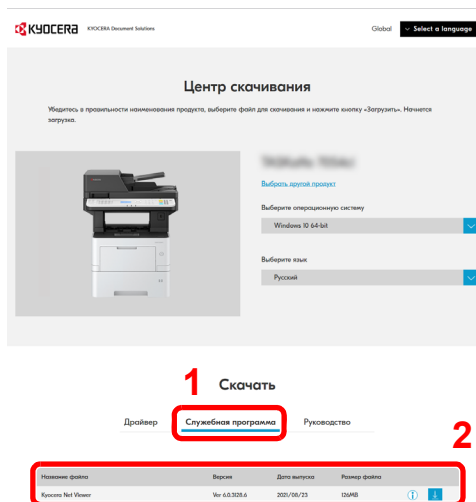 KYOCERA KYOCERA Document Solutions Global Select a language
Центр скачивания
Убедитесь в правильности наименования продукта, выберите файл для скачивания и нажмите кнопку «Загрузить». Начнется
загрузка.
Выбрать другой продукт
Выберите операционную систему
Windows 10 64-bit
Выберите язык
Русский
1 Скачать
Драйвер Служебная программа Руководство
2
Название файла Версия Дата выпуска Размер файла
Kyocera Net Viewer Ver 6.0.3128.6 2021/08/23 126MB